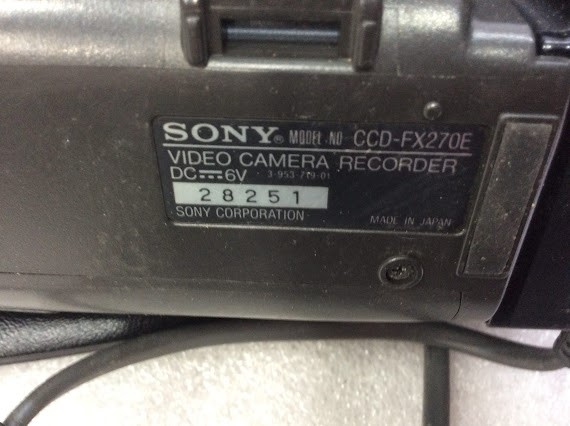 SONY® MODEL NO CCD-FX270E
VIDEO CAMERA RECORDER
DC⎓6V 3-953-719-01
28251
SONY CORPORATION MADE IN JAPAN